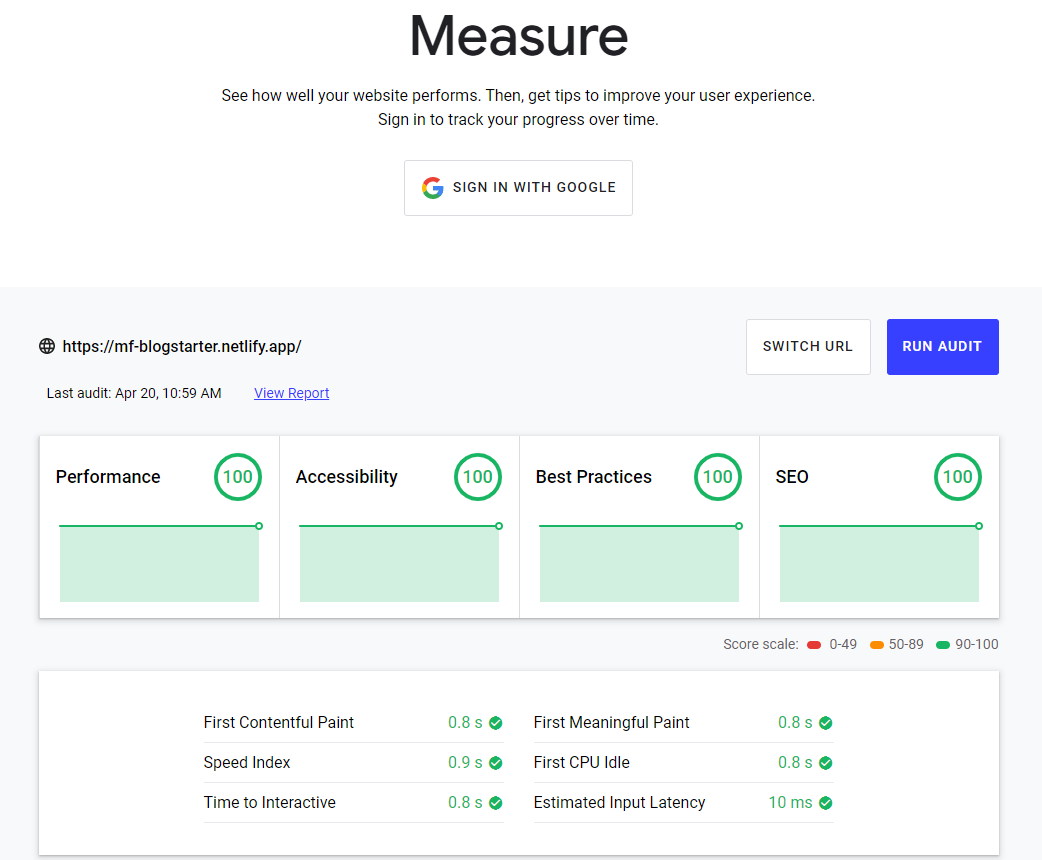 Measure
See how well your website performs. Then, get tips to improve your user experience.
Sign in to track your progress over time.
SIGN IN WITH GOOGLE
https://mf-blogstarter.netlify.app/
SWITCH URL
RUN AUDIT
Last audit: Apr 20, 10:59 AM View Report
Performance 100
Accessibility 100
Best Practices 100
SEO 100
Score scale: 0-49 50-89 90-100
First Contentful Paint 0.8 s
First Meaningful Paint 0.8 s
Speed Index 0.9 s
First CPU Idle 0.8 s
Time to Interactive 0.8 s
Estimated Input Latency 10 ms